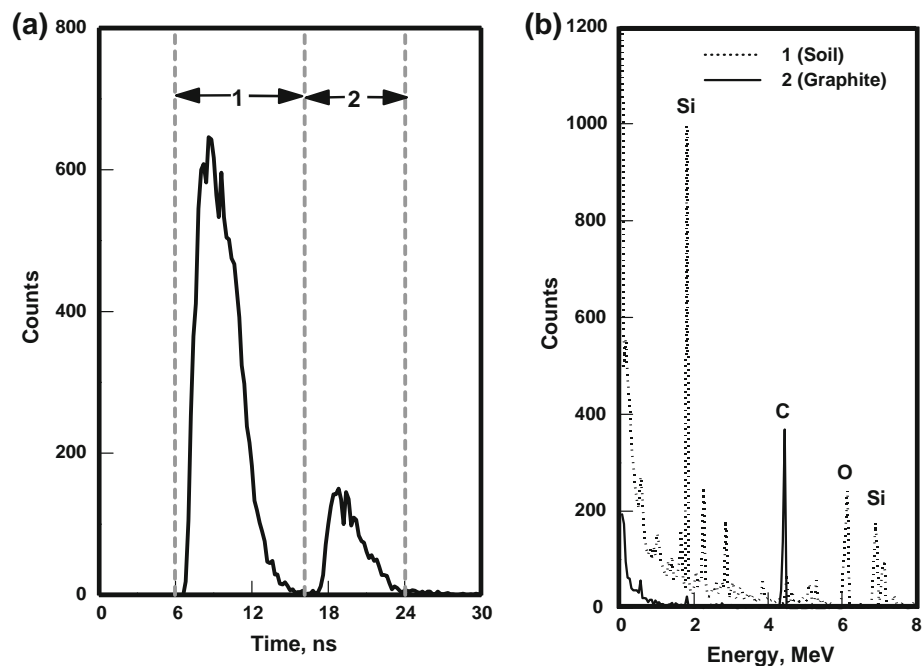 (a)
800
600
400
200
0
Counts
1
2
0 6 12 18 24 30
Time, ns
(b)
1200
1000
800
600
400
200
0
Counts
1 (Soil)
2 (Graphite)
Si
C
O
Si
0 2 4 6 8
Energy, MeV